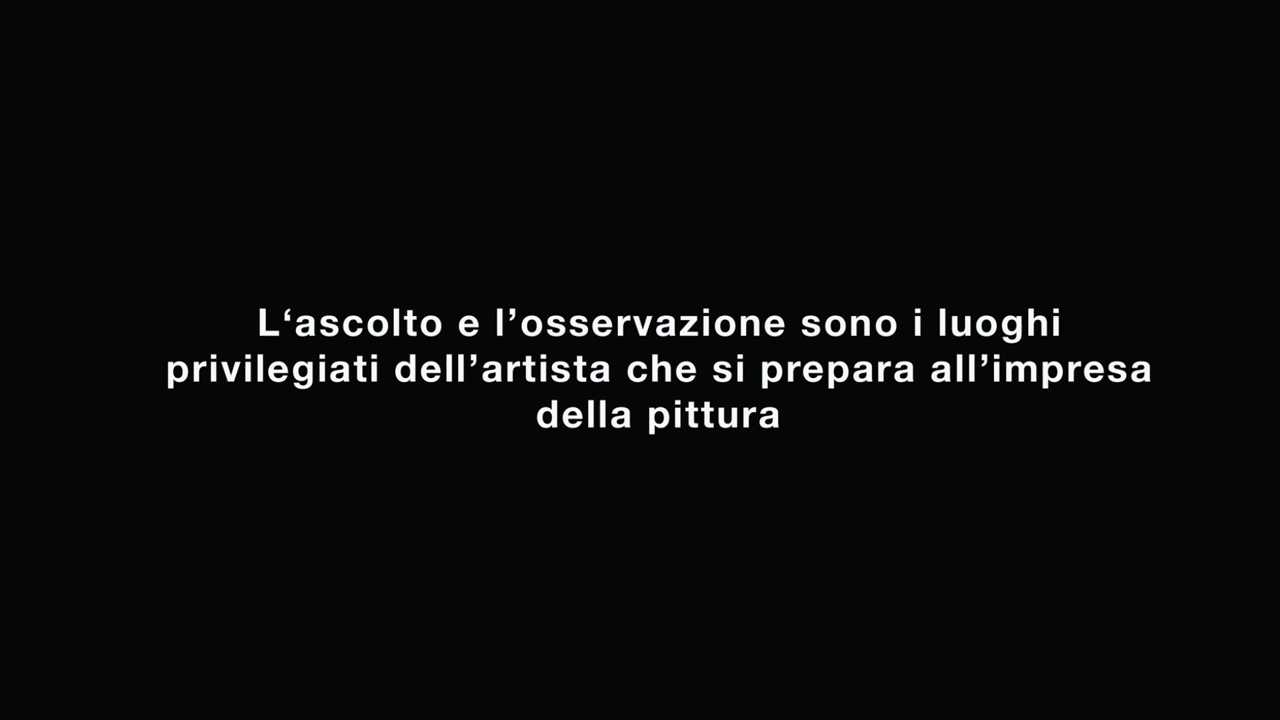 L‘ascolto e l’osservazione sono i luoghi
privilegiati dell’artista che si prepara all’impresa
della pittura